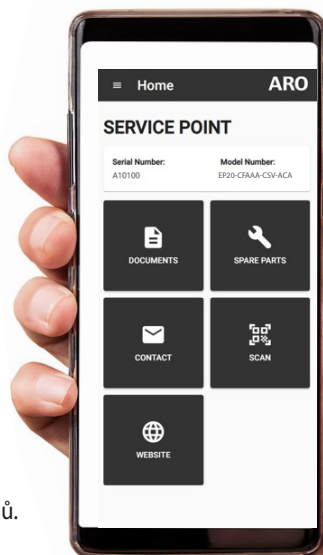 ≡ Home ARO
SERVICE POINT
Serial Number: Model Number:
A10100 EP20-CFAAA-CSV-ACA
DOCUMENTS SPARE PARTS
CONTACT SCAN
WEBSITE
ů.